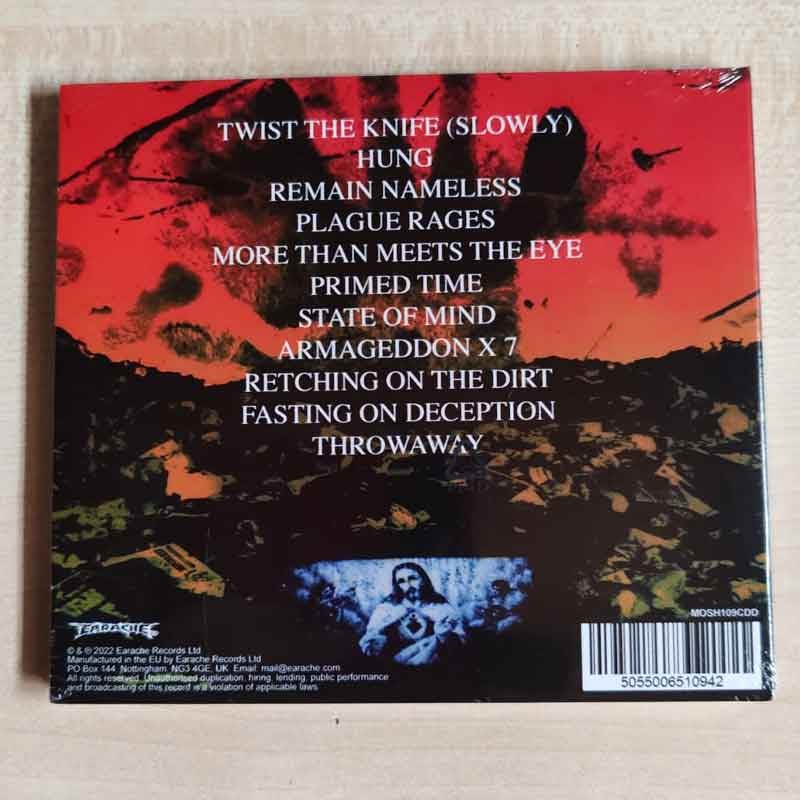 TWIST THE KNIFE (SLOWLY)
HUNG
REMAIN NAMELESS
PLAGUE RAGES
MORE THAN MEETS THE EYE
PRIMED TIME
STATE OF MIND
ARMAGEDDON X 7
RETCHING ON THE DIRT
FASTING ON DECEPTION
THROWAWAY
EARACHE
© & ℗ 2022 Earache Records Ltd
Manufactured in the EU by Earache Records Ltd
PO Box 144, Nottingham, NG3 4GE, UK Email: mail@earache.com
All rights reserved. Unauthorised duplication, hiring, lending, public performance
and broadcasting of this record is a violation of applicable laws.
MOSH109CDD
5055006510942